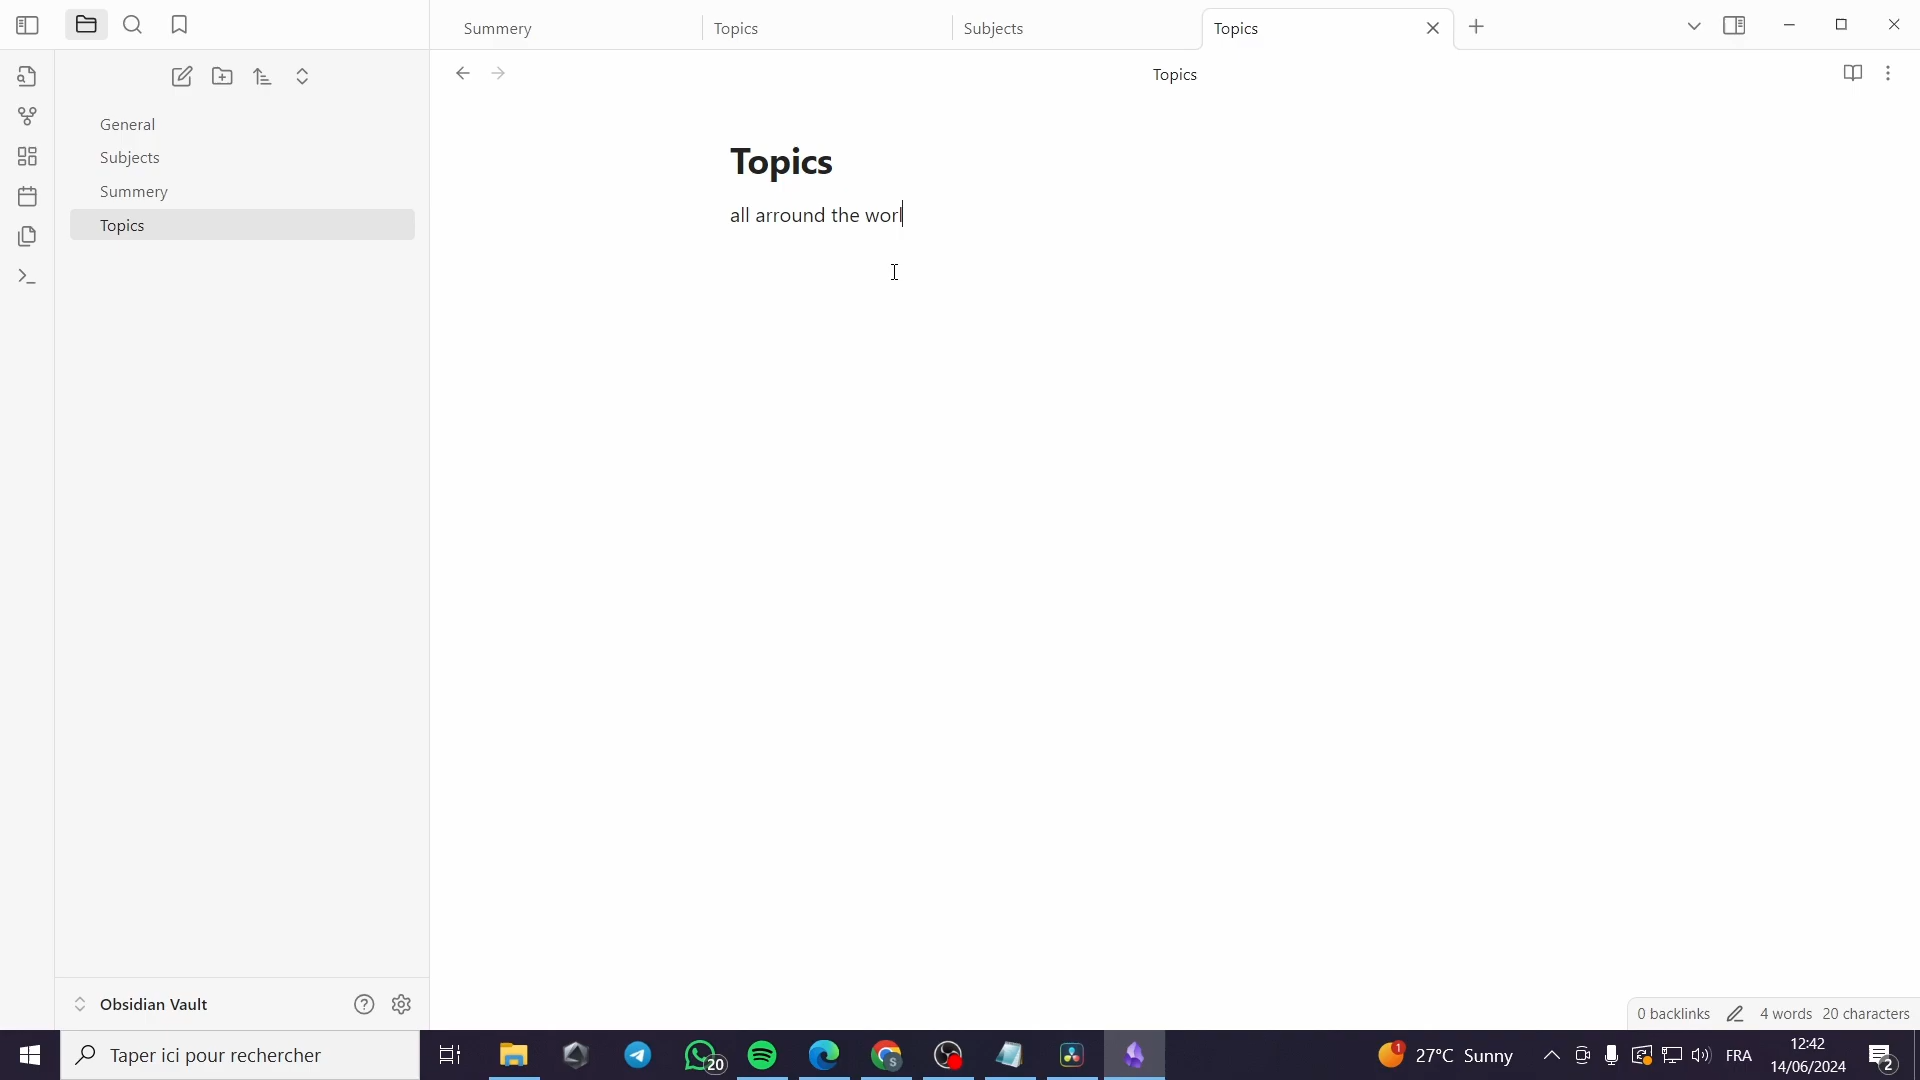 Summery
Topics
Subjects
Topics
Topics
General
Subjects
Summery
Topics
Topics
all arround the worl
Obsidian Vault
0 backlinks
4 words
20 characters
Taper ici pour rechercher
20
S
1
27°C Sunny
FRA
12:42
14/06/2024
2